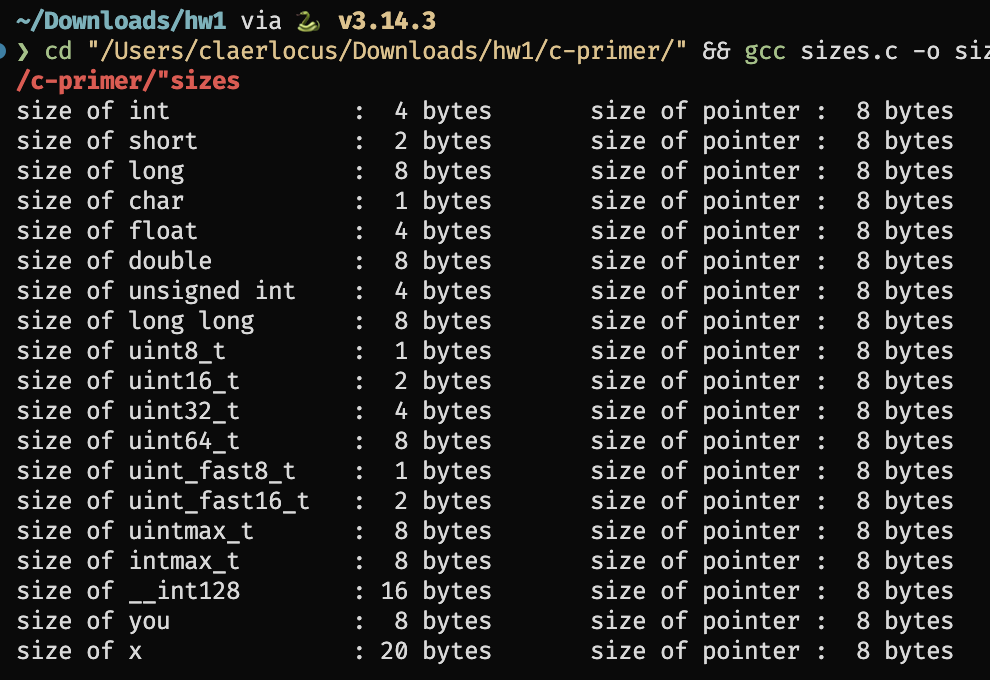 ~/Downloads/hw1 via 🐍 v3.14.3
❯ cd "/Users/claerlocus/Downloads/hw1/c-primer/" && gcc sizes.c -o siz
/c-primer/"sizes
size of int             :  4 bytes       size of pointer :  8 bytes
size of short           :  2 bytes       size of pointer :  8 bytes
size of long            :  8 bytes       size of pointer :  8 bytes
size of char            :  1 bytes       size of pointer :  8 bytes
size of float           :  4 bytes       size of pointer :  8 bytes
size of double          :  8 bytes       size of pointer :  8 bytes
size of unsigned int    :  4 bytes       size of pointer :  8 bytes
size of long long       :  8 bytes       size of pointer :  8 bytes
size of uint8_t         :  1 bytes       size of pointer :  8 bytes
size of uint16_t        :  2 bytes       size of pointer :  8 bytes
size of uint32_t        :  4 bytes       size of pointer :  8 bytes
size of uint64_t        :  8 bytes       size of pointer :  8 bytes
size of uint_fast8_t    :  1 bytes       size of pointer :  8 bytes
size of uint_fast16_t   :  2 bytes       size of pointer :  8 bytes
size of uintmax_t       :  8 bytes       size of pointer :  8 bytes
size of intmax_t        :  8 bytes       size of pointer :  8 bytes
size of __int128        : 16 bytes       size of pointer :  8 bytes
size of you             :  8 bytes       size of pointer :  8 bytes
size of x               : 20 bytes       size of pointer :  8 bytes